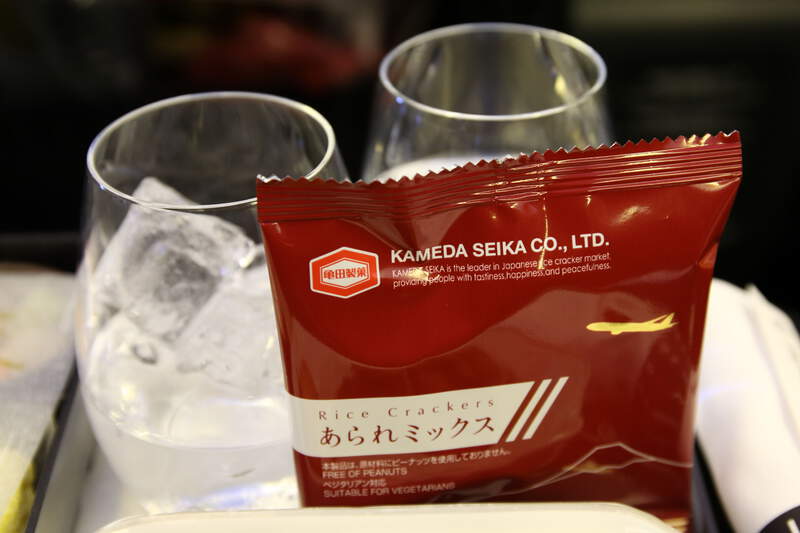 亀田製菓
KAMEDA SEIKA CO., LTD.
KAMEDA SEIKA is the leader in Japanese rice cracker market,
providing people with tastiness,happiness,and peacefulness.
Rice Crackers
あられミックス
本製品は、原材料にピーナッツを使用しておりません。
FREE OF PEANUTS
ベジタリアン対応
SUITABLE FOR VEGETARIANS